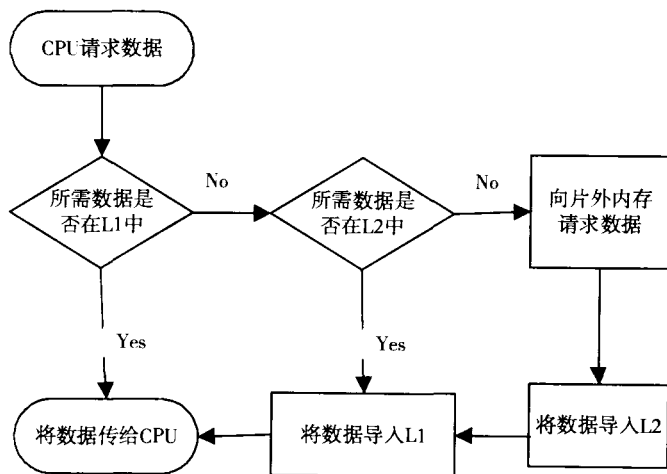 CPU请求数据
所需数据是
否在L1中
No
所需数据是
否在L2中
No
向片外内存
请求数据
Yes
Yes
将数据传给CPU
将数据导入L1
将数据导入L2